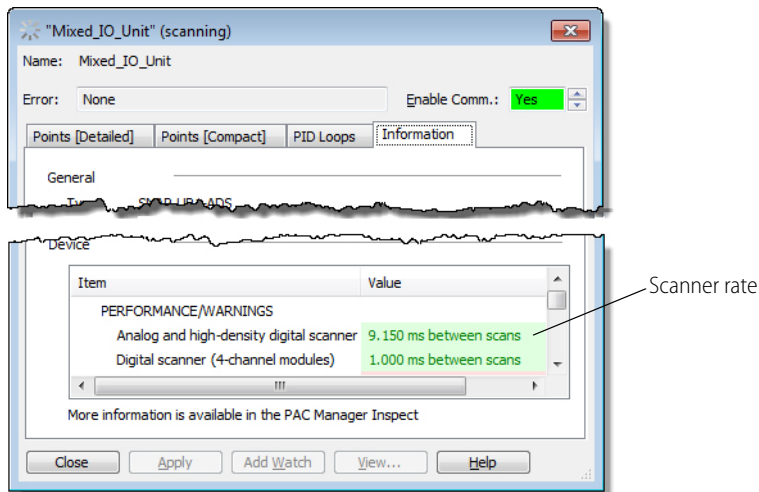 "Mixed_IO_Unit" (scanning)
Name: Mixed_IO_Unit
Error: None Enable Comm.: Yes
Points [Detailed] Points [Compact] PID Loops Information
General
Device
Item Value
PERFORMANCE/WARNINGS
Analog and high-density digital scanner 9.150 ms between scans
Digital scanner (4-channel modules) 1.000 ms between scans
More information is available in the PAC Manager Inspect
Close Apply Add Watch View... Help
Scanner rate